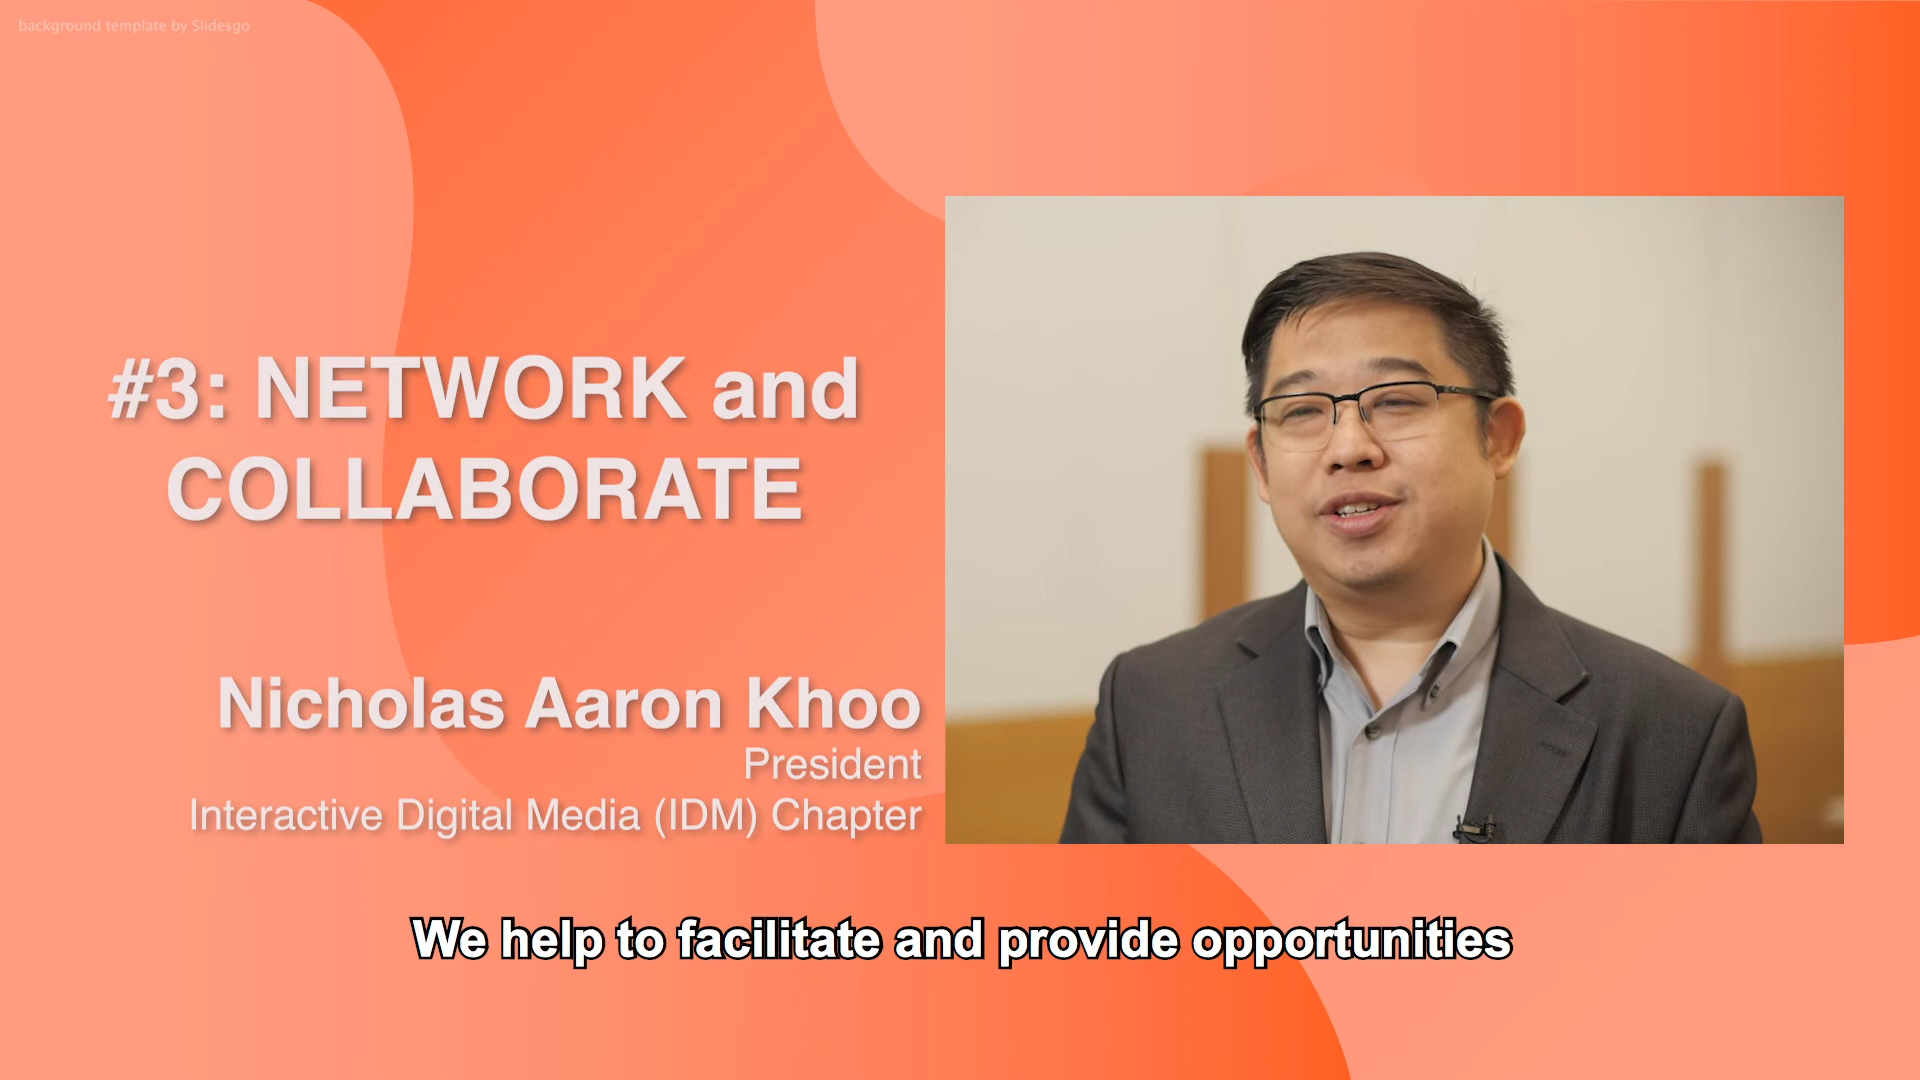 background template by Slidesgo
#3: NETWORK and
COLLABORATE
Nicholas Aaron Khoo
President
Interactive Digital Media (IDM) Chapter
We help to facilitate and provide opportunities